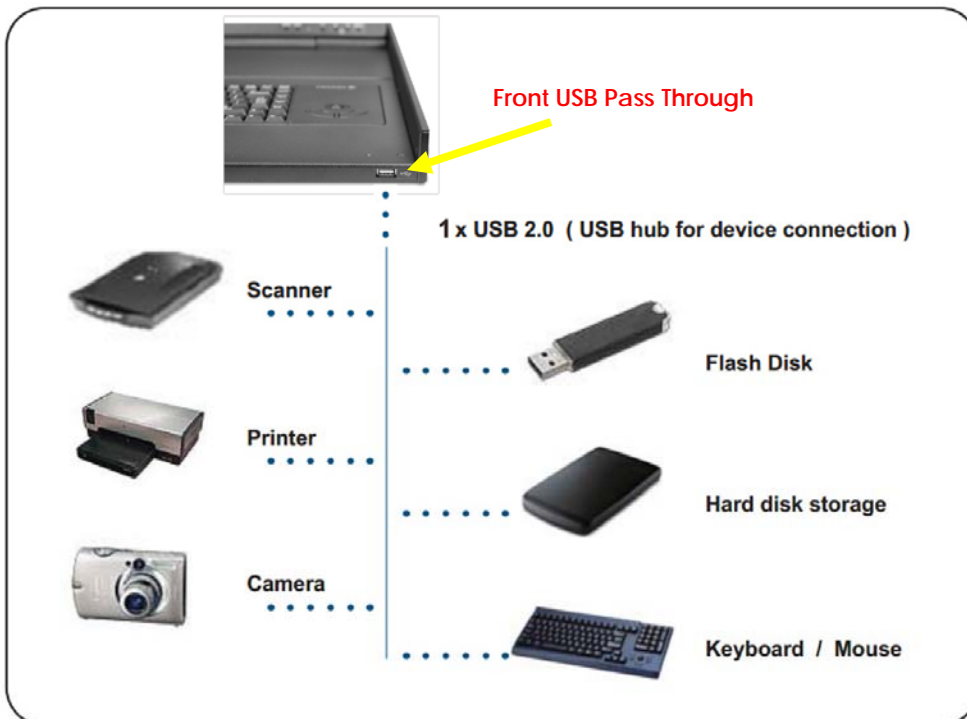 Front USB Pass Through
1 x USB 2.0 ( USB hub for device connection )
Scanner
Flash Disk
Printer
Hard disk storage
Camera
Keyboard / Mouse